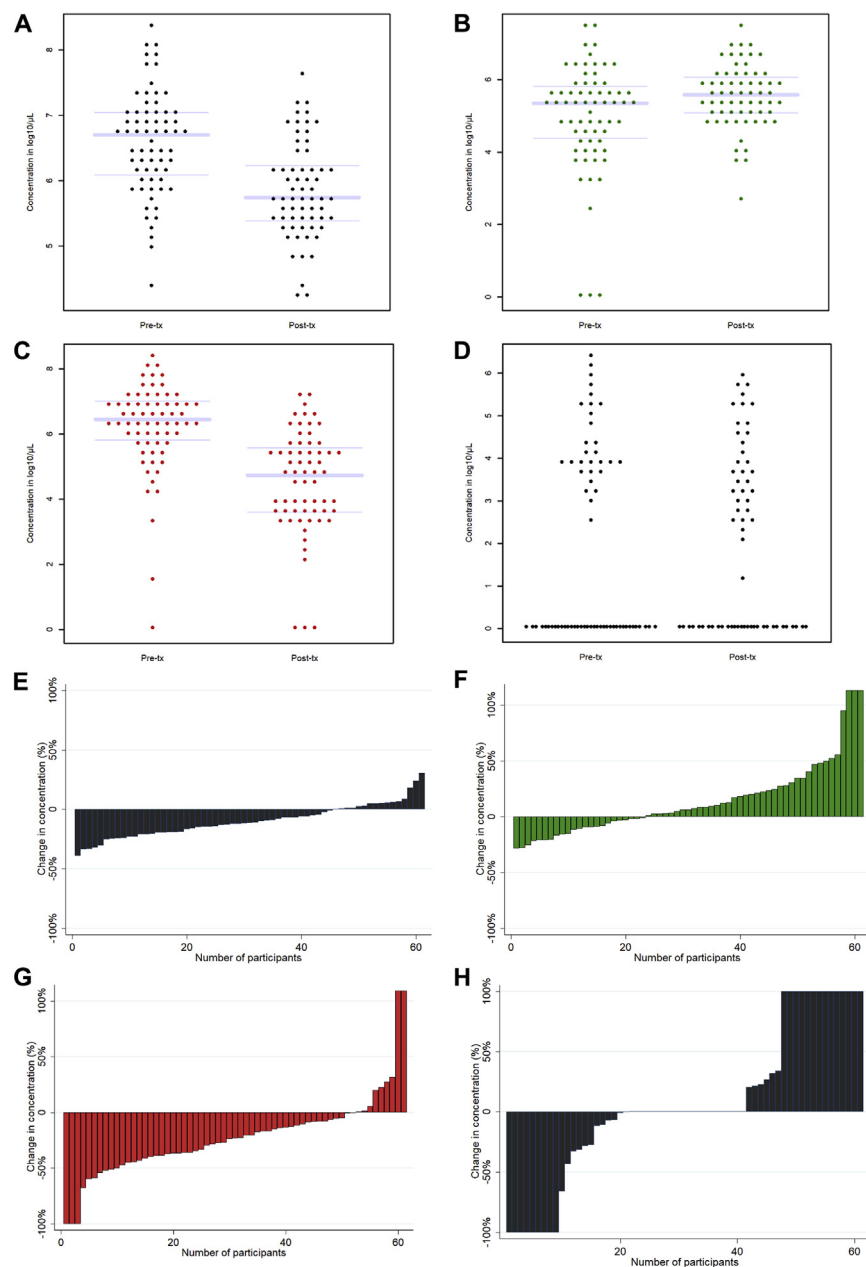 A
Concentration in log10/µL
8
7
6
5
Pre-tx
Post-tx
B
Concentration in log10/µL
6
4
2
0
Pre-tx
Post-tx
C
Concentration in log10/µL
8
6
4
2
0
Pre-tx
Post-tx
D
Concentration in log10/µL
6
5
4
3
2
1
0
Pre-tx
Post-tx
E
Change in concentration (%)
100%
50%
0
-50%
-100%
0
20
40
60
Number of participants
F
Change in concentration (%)
100%
50%
0
-50%
-100%
0
20
40
60
Number of participants
G
Change in concentration (%)
100%
50%
0
-50%
-100%
0
20
40
60
Number of participants
H
Change in concentration (%)
100%
50%
0
-50%
-100%
20
40
60
Number of participants